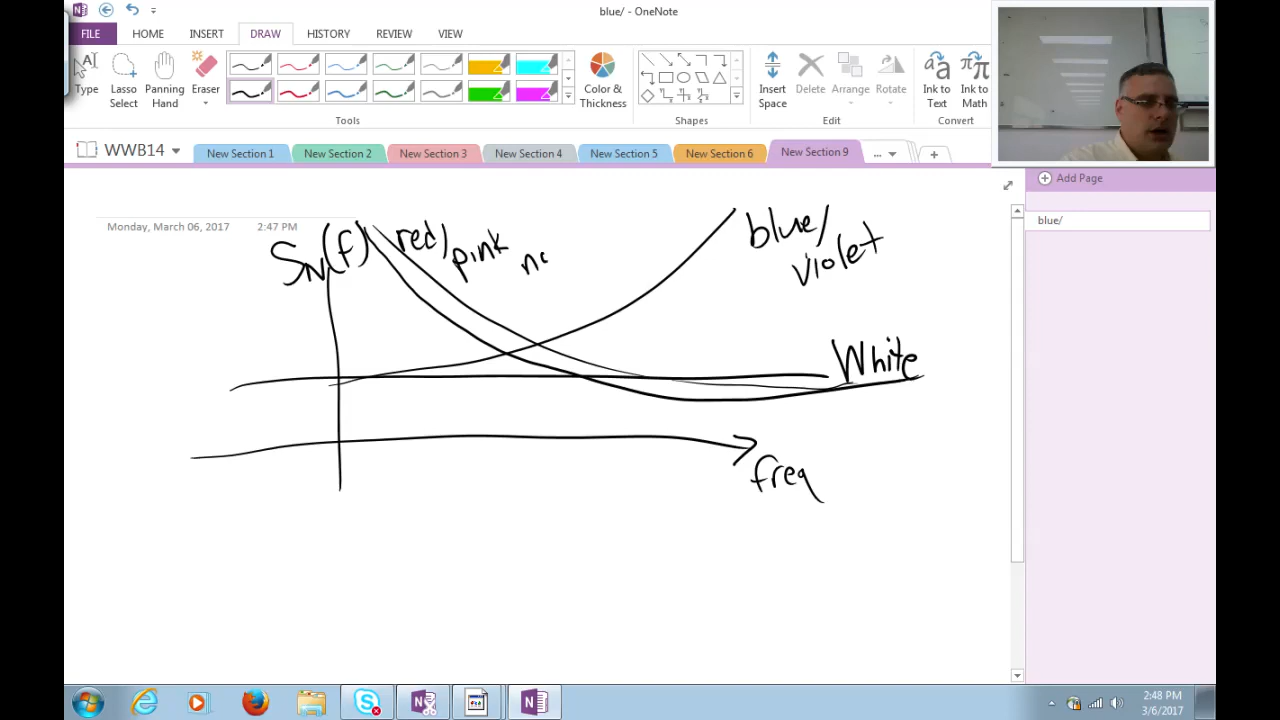 blue/ - OneNote
FILE HOME INSERT DRAW HISTORY REVIEW VIEW
Type
Lasso Select
Panning Hand
Eraser
Color & Thickness
Insert Space
Delete
Arrange
Rotate
Ink to Text
Ink to Math
Tools Shapes Edit Convert
WWB14 New Section 1 New Section 2 New Section 3 New Section 4 New Section 5 New Section 6 New Section 9 ...
Add Page
blue/
Monday, March 06, 2017 2:47 PM
SN(f)
red/
pink no
blue/
violet
White
freq
2:48 PM
3/6/2017